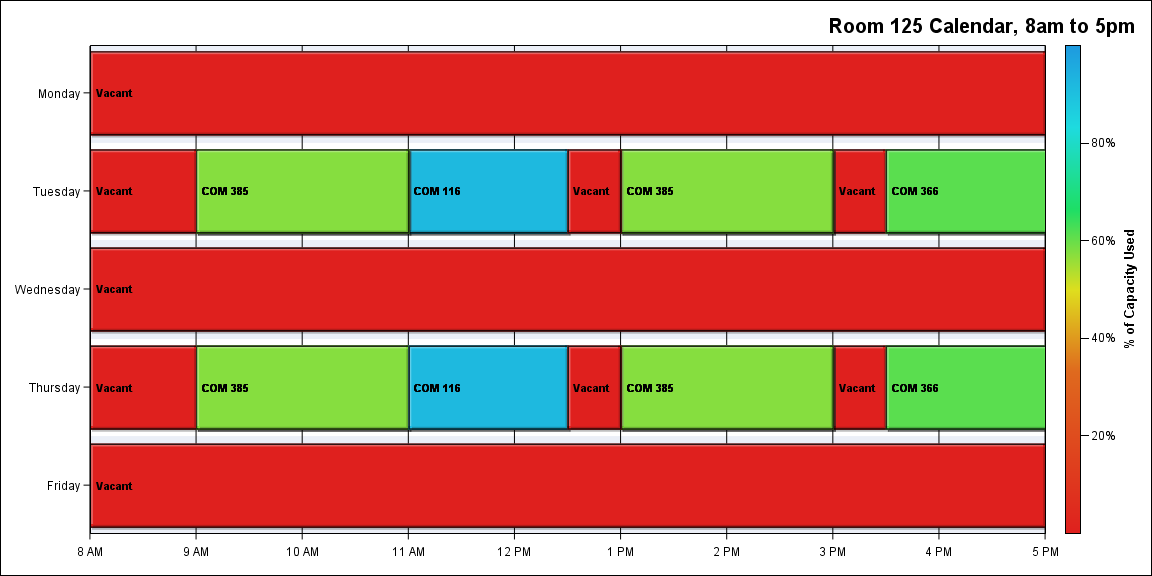 Room 125 Calendar, 8am to 5pm
Monday
Vacant
Tuesday
Vacant
COM 385
COM 116
Vacant
COM 385
Vacant
COM 366
Wednesday
Vacant
Thursday
Vacant
COM 385
COM 116
Vacant
COM 385
Vacant
COM 366
Friday
Vacant
8 AM
9 AM
10 AM
11 AM
12 PM
1 PM
2 PM
3 PM
4 PM
5 PM
80%
60%
40%
20%
% of Capacity Used